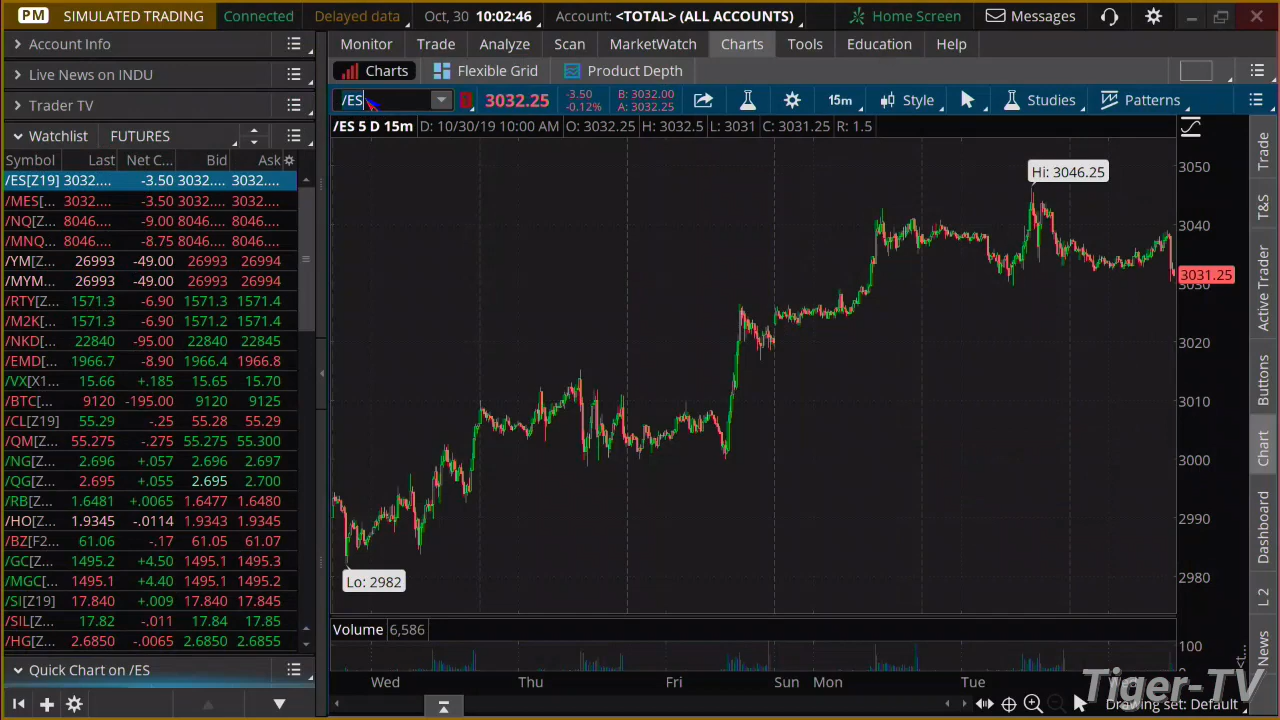 PM SIMULATED TRADING Connected Delayed data Oct, 30 10:02:46 Account: <TOTAL> (ALL ACCOUNTS) Home Screen Messages
Account Info
Live News on INDU
Trader TV
Watchlist FUTURES
Symbol Last Net C... Bid Ask
/ES[Z19] 3032.... -3.50 3032.... 3032....
/MES[... 3032.... -3.50 3032.... 3032....
/NQ[Z... 8046.... -9.00 8046.... 8046....
/MNQ... 8046.... -8.75 8046.... 8046....
/YM[Z... 26993 -49.00 26993 26994
/MYM... 26993 -49.00 26993 26994
/RTY[Z... 1571.3 -6.90 1571.3 1571.4
/M2K... 1571.3 -6.90 1571.2 1571.4
/NKD[... 22840 -95.00 22840 22845
/EMD[... 1966.7 -8.90 1966.4 1966.8
/VX[X1... 15.66 +.185 15.65 15.70
/BTC[... 9120 -195.00 9120 9125
/CL[Z19] 55.29 -.25 55.28 55.29
/QM[Z... 55.275 -.275 55.275 55.300
/NG[Z... 2.696 +.057 2.696 2.697
/QG[Z... 2.695 +.055 2.695 2.700
/RB[Z... 1.6481 +.0065 1.6477 1.6480
/HO[Z... 1.9345 -.0114 1.9343 1.9345
/BZ[F2... 61.06 -.17 61.05 61.07
/GC[Z... 1495.2 +4.50 1495.1 1495.3
/MGC[... 1495.1 +4.40 1495.1 1495.2
/SI[Z19] 17.840 +.009 17.840 17.845
/SIL[Z... 17.82 -.011 17.84 17.85
/HG[Z... 2.6850 -.0065 2.6850 2.6855
Quick Chart on /ES
Monitor Trade Analyze Scan MarketWatch Charts Tools Education Help
Charts Flexible Grid Product Depth
/ES 3032.25 -3.50 -0.12% B: 3032.00 A: 3032.25 15m Style Studies Patterns
/ES 5 D 15m D: 10/30/19 10:00 AM O: 3032.25 H: 3032.5 L: 3031 C: 3031.25 R: 1.5
3050
Hi: 3046.25
3040
3031.25
3030
3020
3010
3000
2990
2980
Lo: 2982
Volume 6,586
100
Wed Thu Fri Sun Mon Tue
Drawing set: Default
Trade
T&S
Active Trader
Buttons
Chart
Dashboard
L 2
News
Tiger-TV